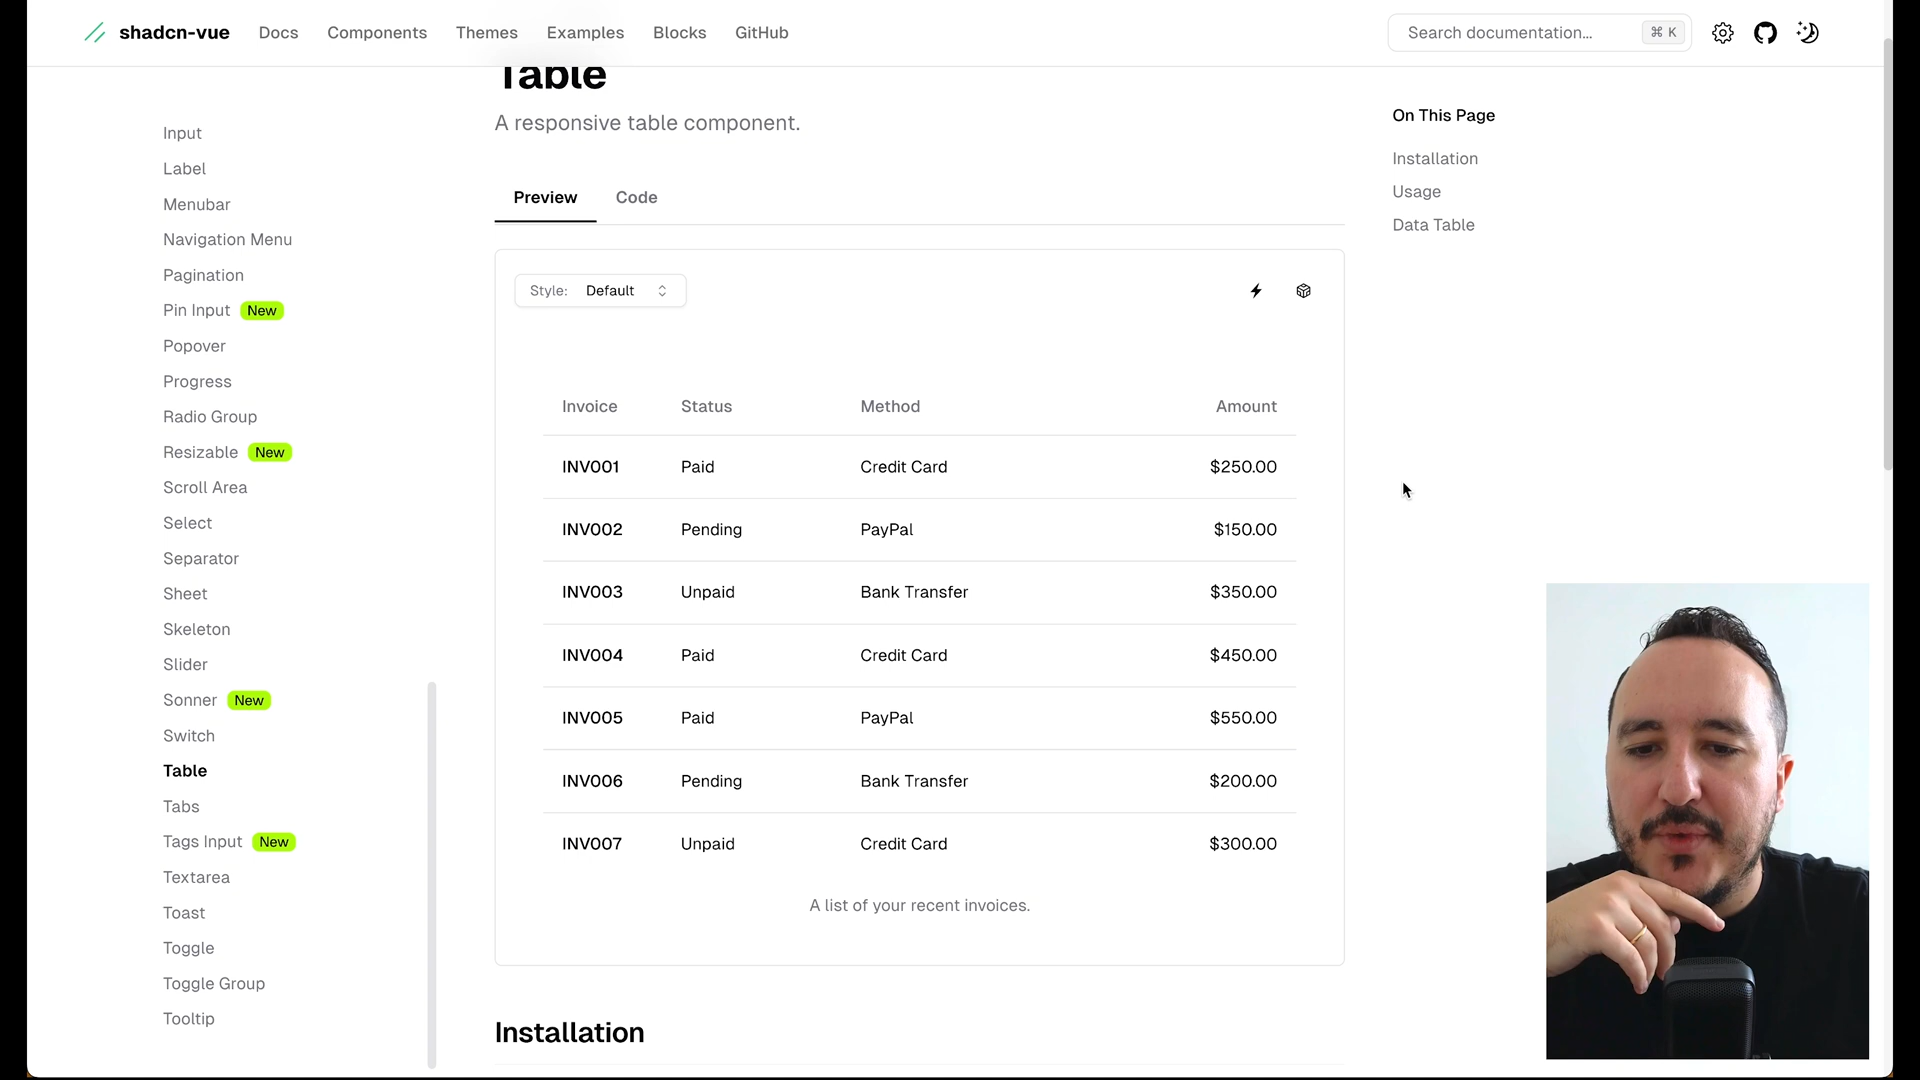 shadcn-vue Docs Components Themes Examples Blocks GitHub Search documentation... ⌘ K
Input
Label
Menubar
Navigation Menu
Pagination
Pin Input New
Popover
Progress
Radio Group
Resizable New
Scroll Area
Select
Separator
Sheet
Skeleton
Slider
Sonner New
Switch
Table
Tabs
Tags Input New
Textarea
Toast
Toggle
Toggle Group
Tooltip
Table
A responsive table component.
Preview Code
Style: Default
Invoice Status Method Amount
INV001 Paid Credit Card $250.00
INV002 Pending PayPal $150.00
INV003 Unpaid Bank Transfer $350.00
INV004 Paid Credit Card $450.00
INV005 Paid PayPal $550.00
INV006 Pending Bank Transfer $200.00
INV007 Unpaid Credit Card $300.00
A list of your recent invoices.
Installation
On This Page
Installation
Usage
Data Table